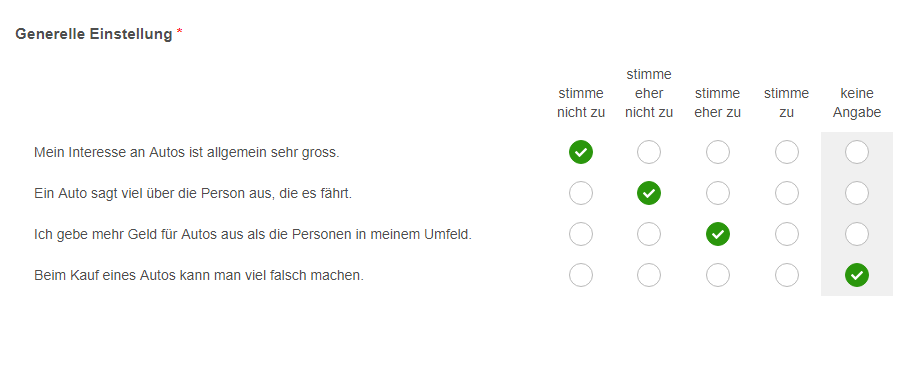 Generelle Einstellung *
stimme nicht zu
stimme eher nicht zu
stimme eher zu
stimme zu
keine Angabe
Mein Interesse an Autos ist allgemein sehr gross.
Ein Auto sagt viel über die Person aus, die es fährt.
Ich gebe mehr Geld für Autos aus als die Personen in meinem Umfeld.
Beim Kauf eines Autos kann man viel falsch machen.